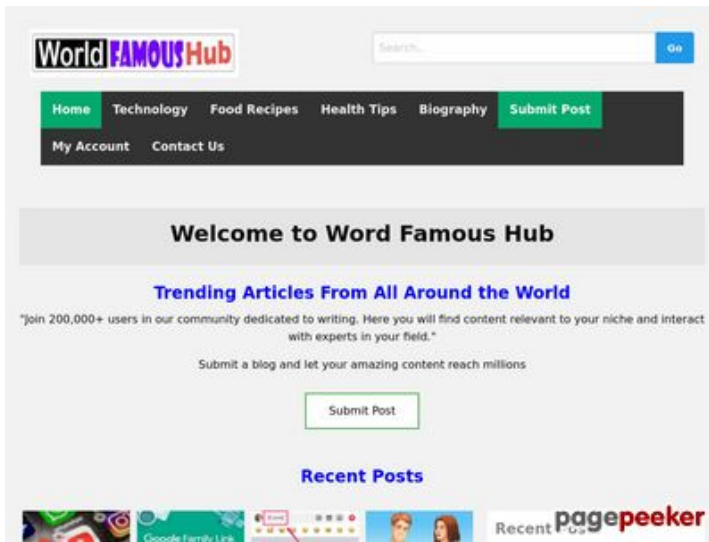 World FAMOUS Hub
Search..
Go
Home Technology Food Recipes Health Tips Biography Submit Post
My Account Contact Us
Welcome to Word Famous Hub
Trending Articles From All Around the World
"Join 200,000+ users in our community dedicated to writing. Here you will find content relevant to your niche and interact
with experts in your field."
Submit a blog and let your amazing content reach millions
Submit Post
Recent Posts
Google Family Link
Recent
pagepeeker